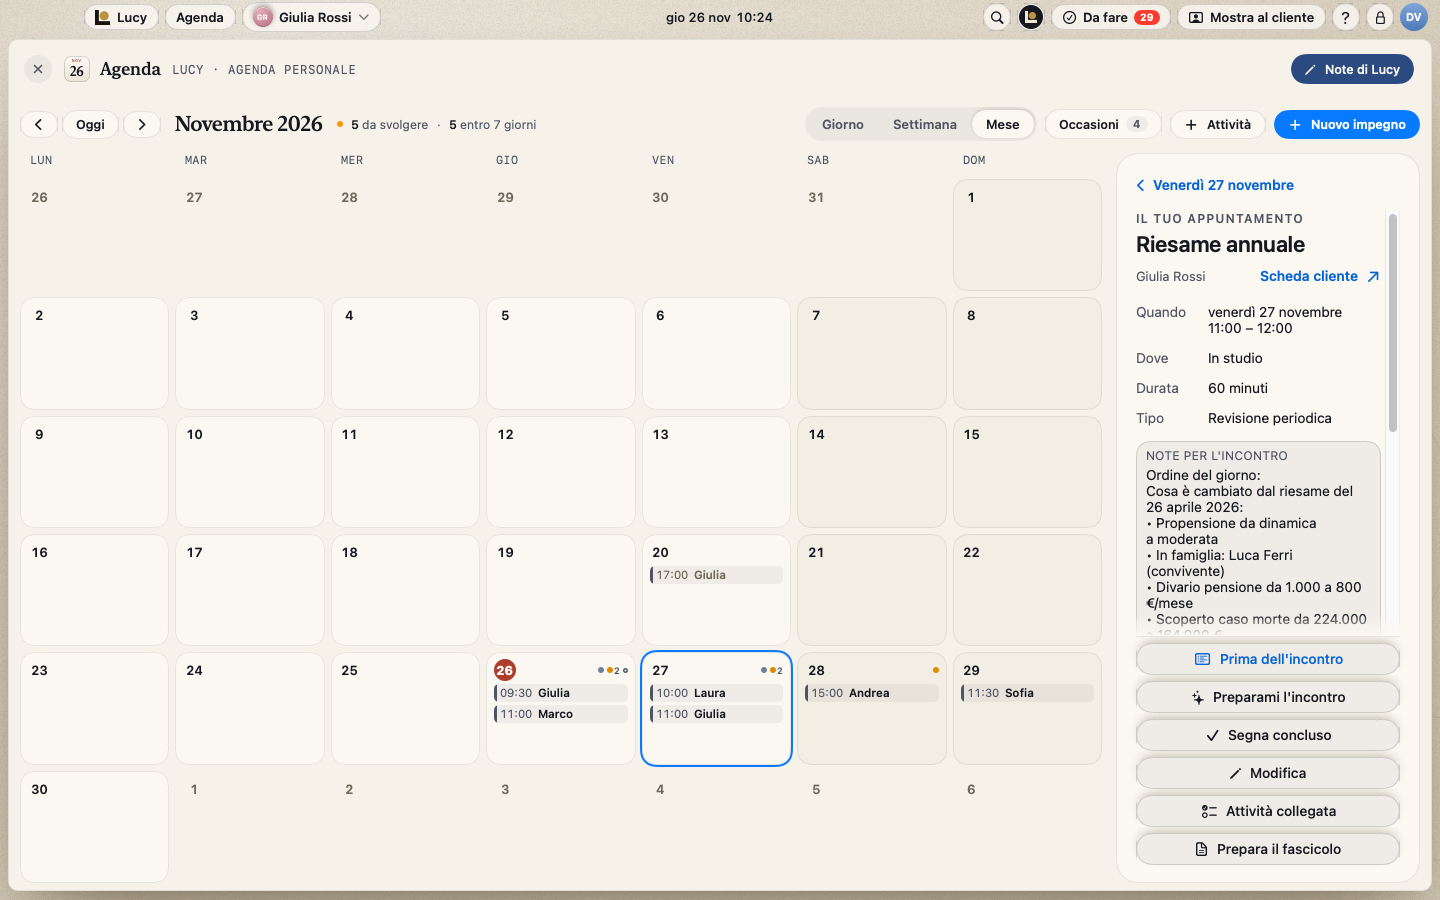 Lucy
Agenda
GR Giulia Rossi
gio 26 nov 10:24
Da fare 29
Mostra al cliente
?
DV
NOV
26
Agenda LUCY · AGENDA PERSONALE
Note di Lucy
Oggi
Novembre 2026
5 da svolgere · 5 entro 7 giorni
Giorno Settimana Mese
Occasioni 4
+ Attività
+ Nuovo impegno
LUN MAR MER GIO VEN SAB DOM
26 27 28 29 30 31 1
2 3 4 5 6 7 8
9 10 11 12 13 14 15
16 17 18 19 20 21 22
17:00 Giulia
23 24 25 26 2 27 2 28 29
09:30 Giulia 10:00 Laura 15:00 Andrea 11:30 Sofia
11:00 Marco 11:00 Giulia
30 1 2 3 4 5 6
Venerdì 27 novembre
IL TUO APPUNTAMENTO
Riesame annuale
Giulia Rossi Scheda cliente
Quando venerdì 27 novembre
11:00 – 12:00
Dove In studio
Durata 60 minuti
Tipo Revisione periodica
NOTE PER L'INCONTRO
Ordine del giorno:
Cosa è cambiato dal riesame del
26 aprile 2026:
• Propensione da dinamica
a moderata
• In famiglia: Luca Ferri
(convivente)
• Divario pensione da 1.000 a 800
€/mese
• Scoperto caso morte da 224.000
Prima dell'incontro
Preparami l'incontro
Segna concluso
Modifica
Attività collegata
Prepara il fascicolo